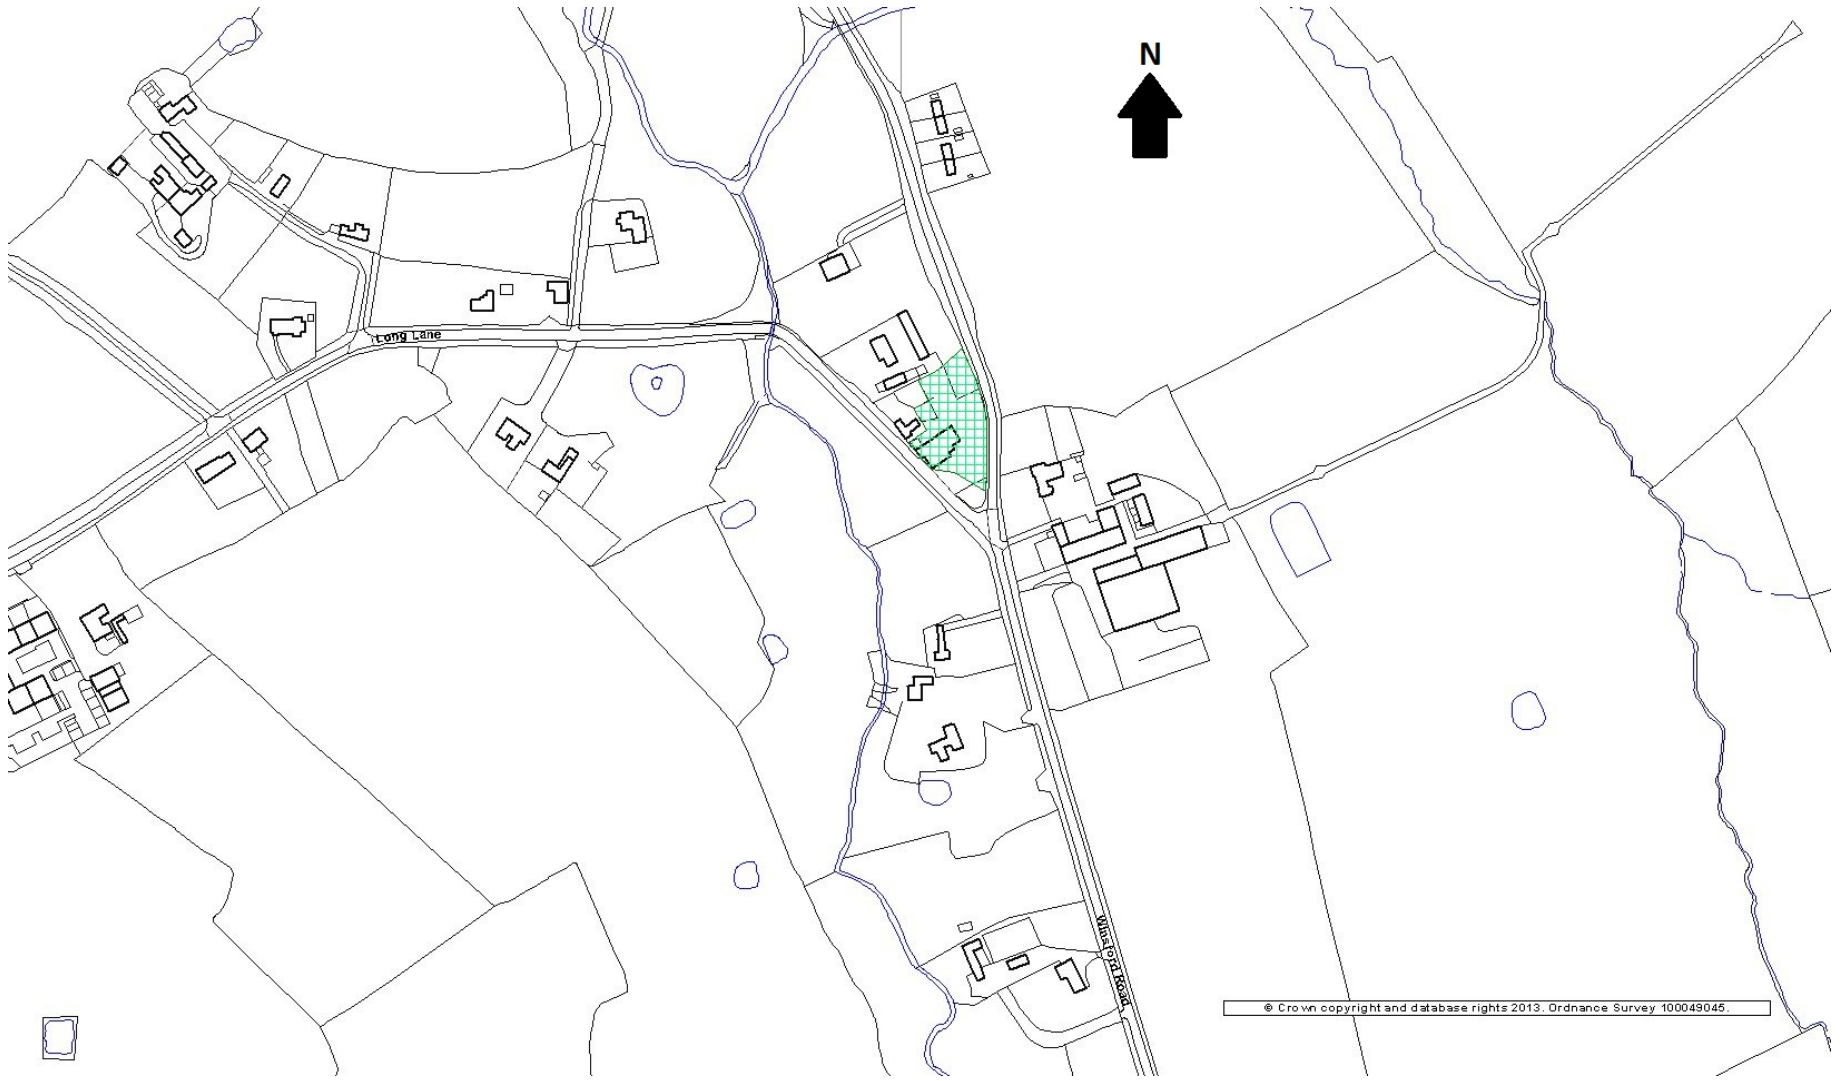 N
Long Lane
Winsford Road
© Crown copyright and database rights 2013. Ordnance Survey 100049045.